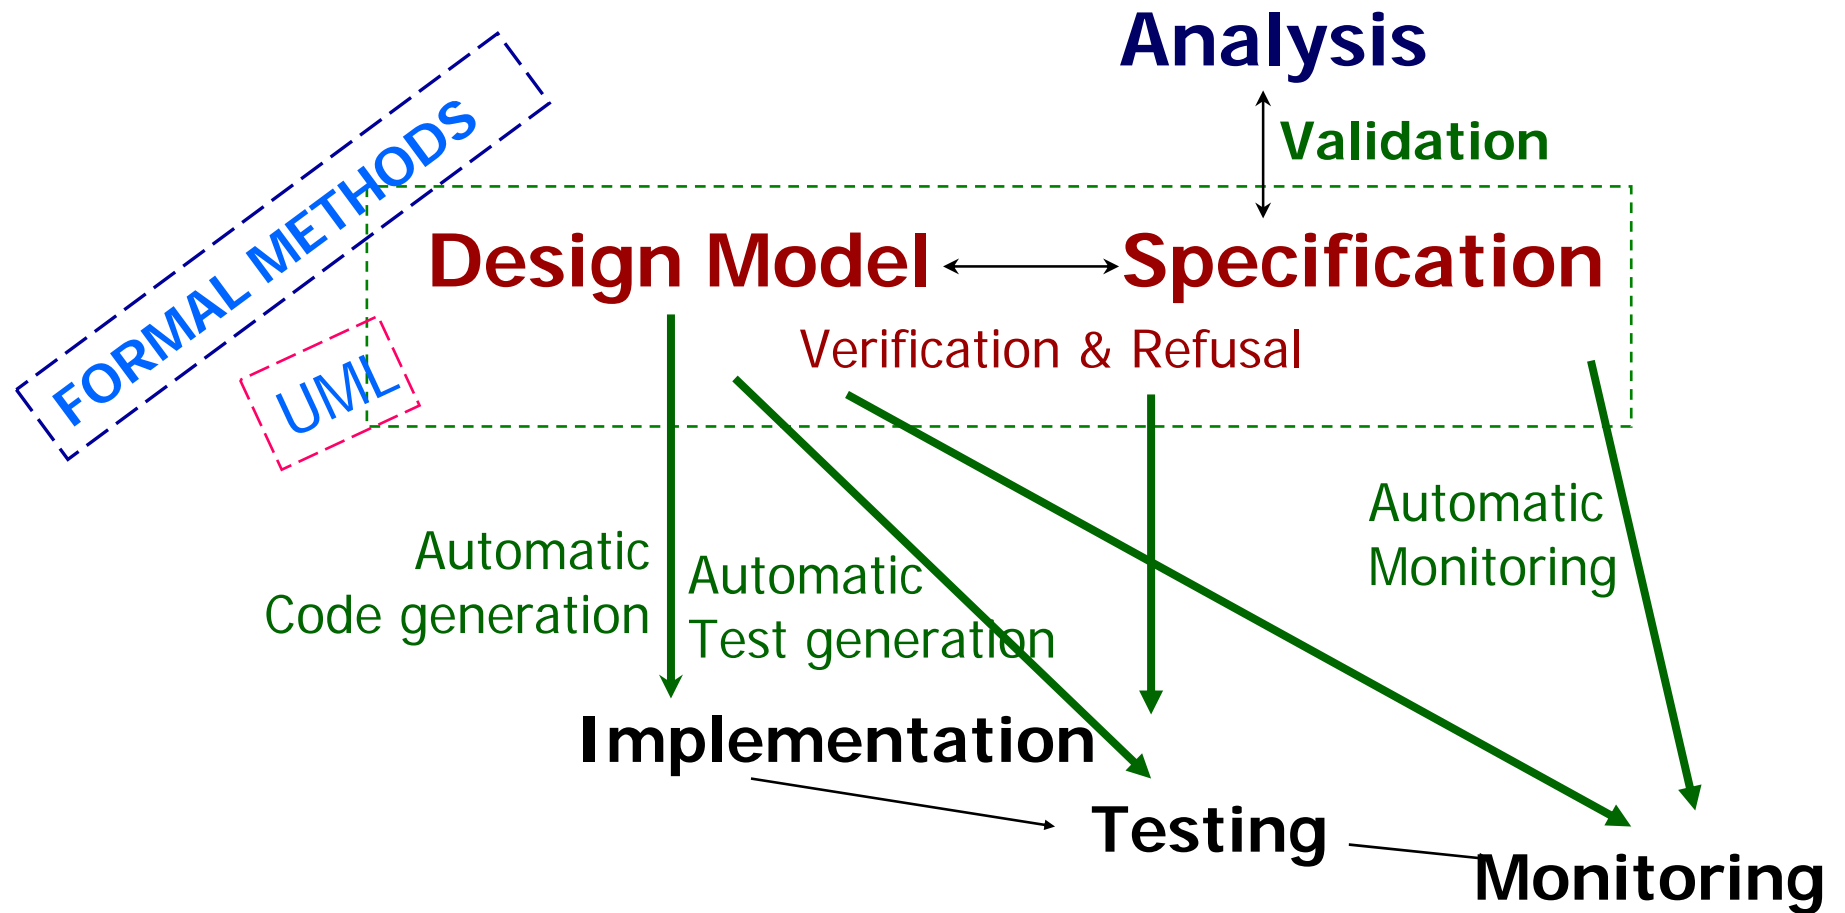 Analysis
Validation
FORMAL METHODS
Design Model
Specification
Verification & Refusal
UML
Automatic
Code generation
Automatic
Test generation
Automatic
Monitoring
Implementation
Testing
Monitoring